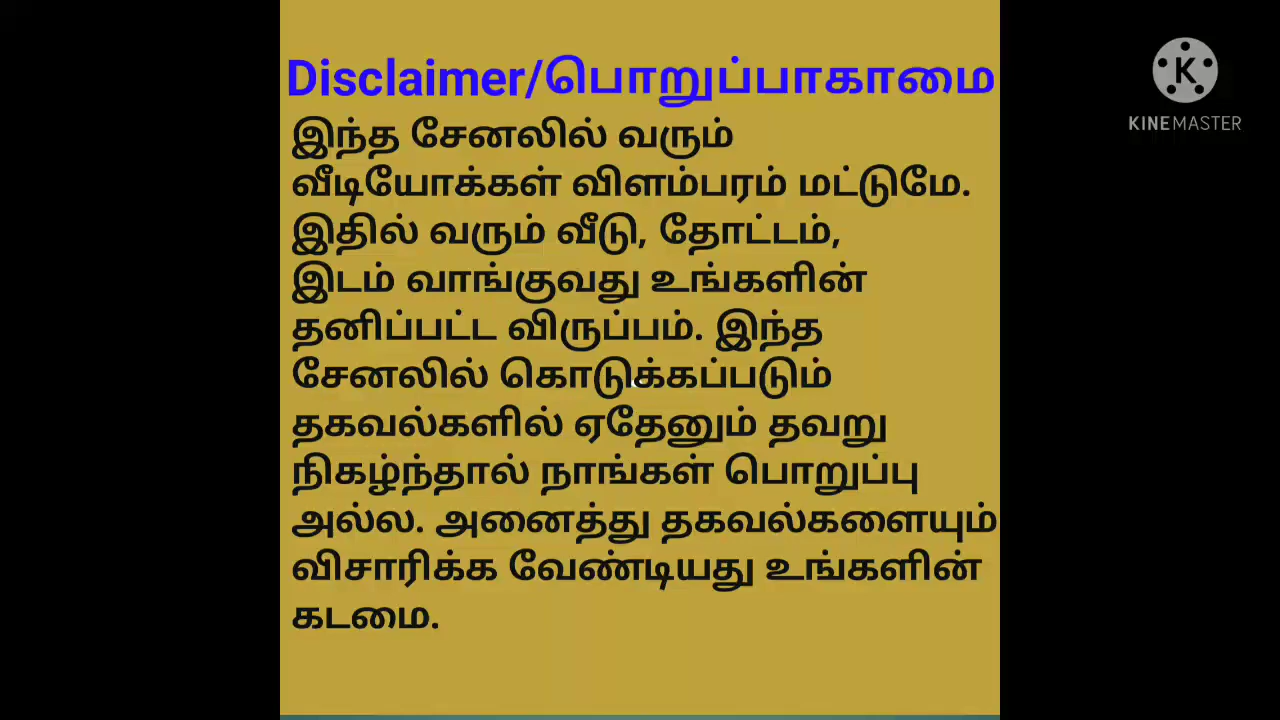 Disclaimer/பொறுப்பாகாமை
இந்த சேனலில் வரும்
வீடியோக்கள் விளம்பரம் மட்டுமே.
இதில் வரும் வீடு, தோட்டம்,
இடம் வாங்குவது உங்களின்
தனிப்பட்ட விருப்பம். இந்த
சேனலில் கொடுக்கப்படும்
தகவல்களில் ஏதேனும் தவறு
நிகழ்ந்தால் நாங்கள் பொறுப்பு
அல்ல. அனைத்து தகவல்களையும்
விசாரிக்க வேண்டியது உங்களின்
கடமை.
K
KINEMASTER